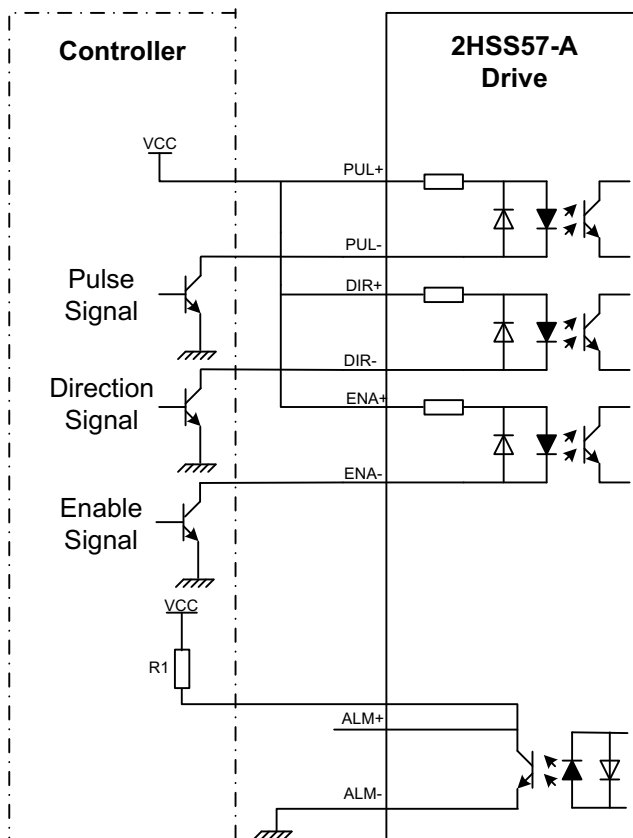 Controller
2HSS57-A
Drive
VCC
PUL+
PUL-
Pulse
Signal
DIR+
DIR-
Direction
Signal
ENA+
ENA-
Enable
Signal
VCC
R1
ALM+
ALM-